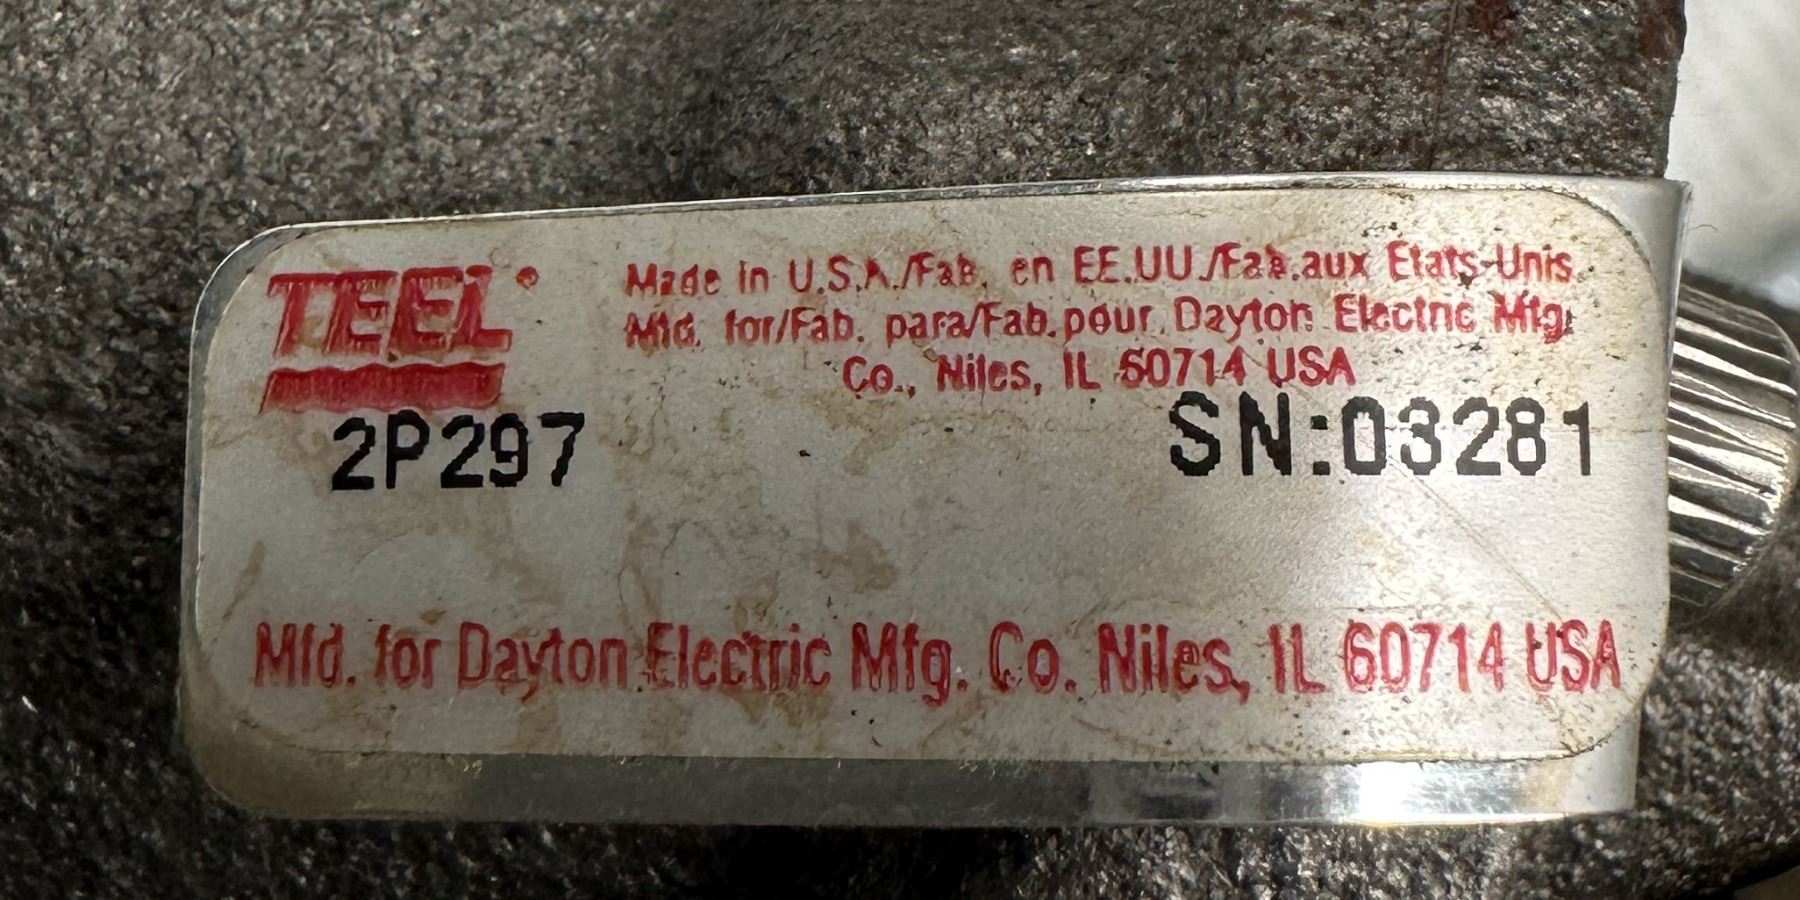 TEEL
Made in U.S.A./Fab. en EE.UU./Fab.aux Etats-Unis
Mfd. for/Fab. para/Fab. pour Dayton Electric Mfg.
Co., Niles, IL 60714 USA
2P297
SN:03281
Mfd. for Dayton Electric Mfg. Co. Niles, IL 60714 USA